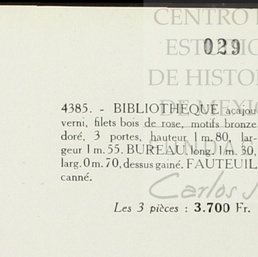 CENTRO
029
DE HISTOR
4385. - BIBLIOTHEQUE acajou
verni, filets bois de rose, motifs bronze
doré, 3 portes, hauteur 1 m. 80, lar-
geur 1 m. 55. BUREAU, long. 1 m. 30,
larg. 0 m. 70, dessus gainé. FAUTEUIL
canné.
Carlos
Les 3 pièces : 3.700 Fr.